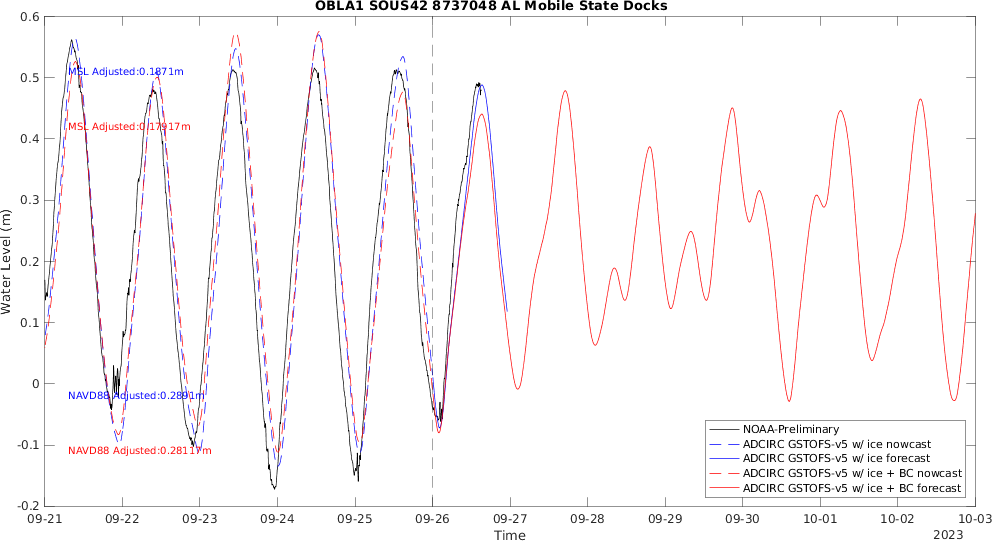 OBLA1 SOUS42 8737048 AL Mobile State Docks
0.6
0.5
0.4
0.3
0.2
0.1
0
-0.1
-0.2
Water Level (m)
MSL Adjusted:0.1871m
MSL Adjusted:0.17917m
NAVD88 Adjusted:0.2891m
NAVD88 Adjusted:0.28117m
NOAA-Preliminary
ADCIRC GSTOFS-v5 w/ ice nowcast
ADCIRC GSTOFS-v5 w/ ice forecast
ADCIRC GSTOFS-v5 w/ ice + BC nowcast
ADCIRC GSTOFS-v5 w/ ice + BC forecast
09-21 09-22 09-23 09-24 09-25 09-26 09-27 09-28 09-29 09-30 10-01 10-02 10-03
Time
2023